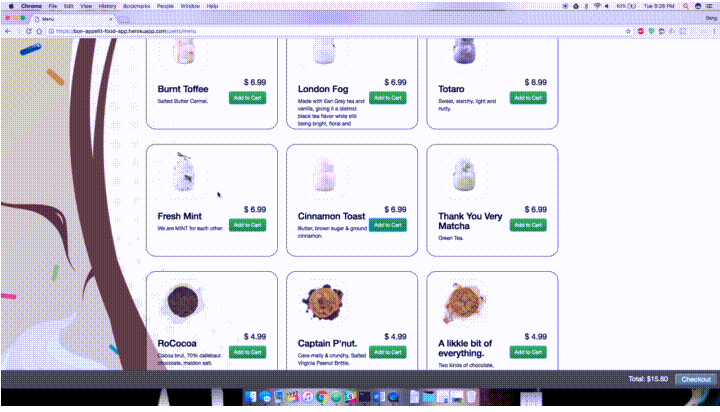 Chrome File Edit View History Bookmarks People Window Help
63% Tue 9:26 PM
Menu
Dong
https://bon-appetit-food-app.herokuapp.com/users/menu
$ 6.99 $ 6.99 $ 6.99
Burnt Toffee London Fog Totaro
Add to Cart Add to Cart Add to Cart
Salted Butter Carmel. Made with Earl Grey tea and Sweet, starchy, light and
vanilla, giving it a distinct nutty.
black tea flavor while still
being bright, floral and
$ 6.99 $ 6.99 $ 6.99
Fresh Mint Cinnamon Toast Thank You Very
Matcha
Add to Cart Add to Cart Add to Cart
We are MINT for each other. Butter, brown sugar & ground
cinnamon.
Green Tea.
$ 4.99 $ 4.99 $ 4.99
RoCocoa Captain P'nut. A likkle bit of
everything.
Add to Cart Add to Cart Add to Cart
Cocoa brut, 70% callebaut Cara-melly & crunchy. Salted
chocolate, maldon salt. Virginia Peanut Brittle.
Two kinds of chocolate,
Total: $15.80 Checkout